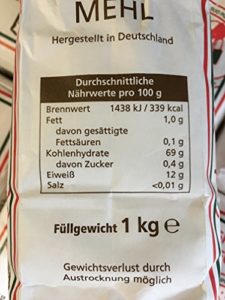 MEHL
Hergestellt in Deutschland
Durchschnittliche
Nährwerte pro 100 g
Brennwert 1438 kJ / 339 kcal
Fett 1,0 g
davon gesättigte
Fettsäuren 0,1 g
Kohlenhydrate 69 g
davon Zucker 0,4 g
Eiweiß 12 g
Salz <0,01 g
Füllgewicht 1 kg ℮
Gewichtsverlust durch
Austrocknung möglich